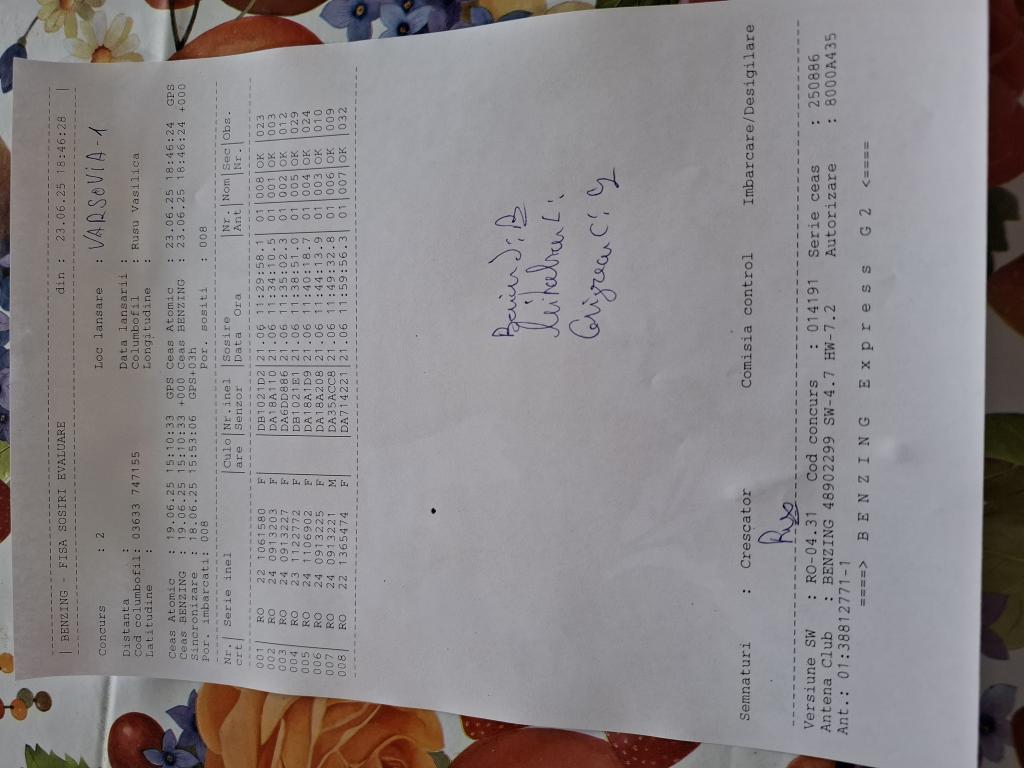 | BENZING - FISA SOSIRI EVALUARE din : 23.06.25 18:46:28 |
Concurs : 2 Loc lansare : VARSOVIA-1
Distanta : Data lansarii :
Cod columbofil: 03633 747155 Columbofil : Rusu Vasilica
Latitudine : Longitudine :
Ceas Atomic : 19.06.25 15:10:33 GPS Ceas Atomic : 23.06.25 18:46:24 GPS
Ceas BENZING : 19.06.25 15:10:33 +000 Ceas BENZING : 23.06.25 18:46:24 +000
Sincronizare : 18.06.25 15:53:06 GPS+03h
Por. imbarcati: 008 Por. sositi : 008
Nr.| Serie inel |Culo|Nr.inel |Sosire |Nr.|Nom|Sec|Obs.
crt| |are |Senzor |Data Ora |Ant| |Nr.|
001| RO 22 1061580 F | |DB1021D2|21.06 11:29:58.1| 01|008|OK |023
002| RO 24 0913203 F | |DA18A110|21.06 11:34:10.5| 01|001|OK |003
003| RO 24 0913227 F | |DA6DD886|21.06 11:35:02.3| 01|002|OK |012
004| RO 23 1132772 F | |DB1021E1|21.06 11:38:51.0| 01|005|OK |029
005| RO 24 1106902 F | |DA18A1D9|21.06 11:40:18.7| 01|004|OK |024
006| RO 24 0913225 F | |DA18A208|21.06 11:44:13.9| 01|003|OK |010
007| RO 24 0913221 M | |DA35ACC8|21.06 11:49:32.8| 01|006|OK |009
008| RO 22 1365474 F | |DA714221|21.06 11:59:56.3| 01|007|OK |032
Semnaturi : Crescator Comisia control Imbarcare/Desigilare
Versiune SW : RO-04.31 Cod concurs : 014191 Serie ceas : 250886
Antena Club : BENZING 48902299 SW-4.7 HW-7.2 Autorizare : 8000A435
Ant.: 01:38812771-1
====> B E N Z I N G E x p r e s s G 2 <====